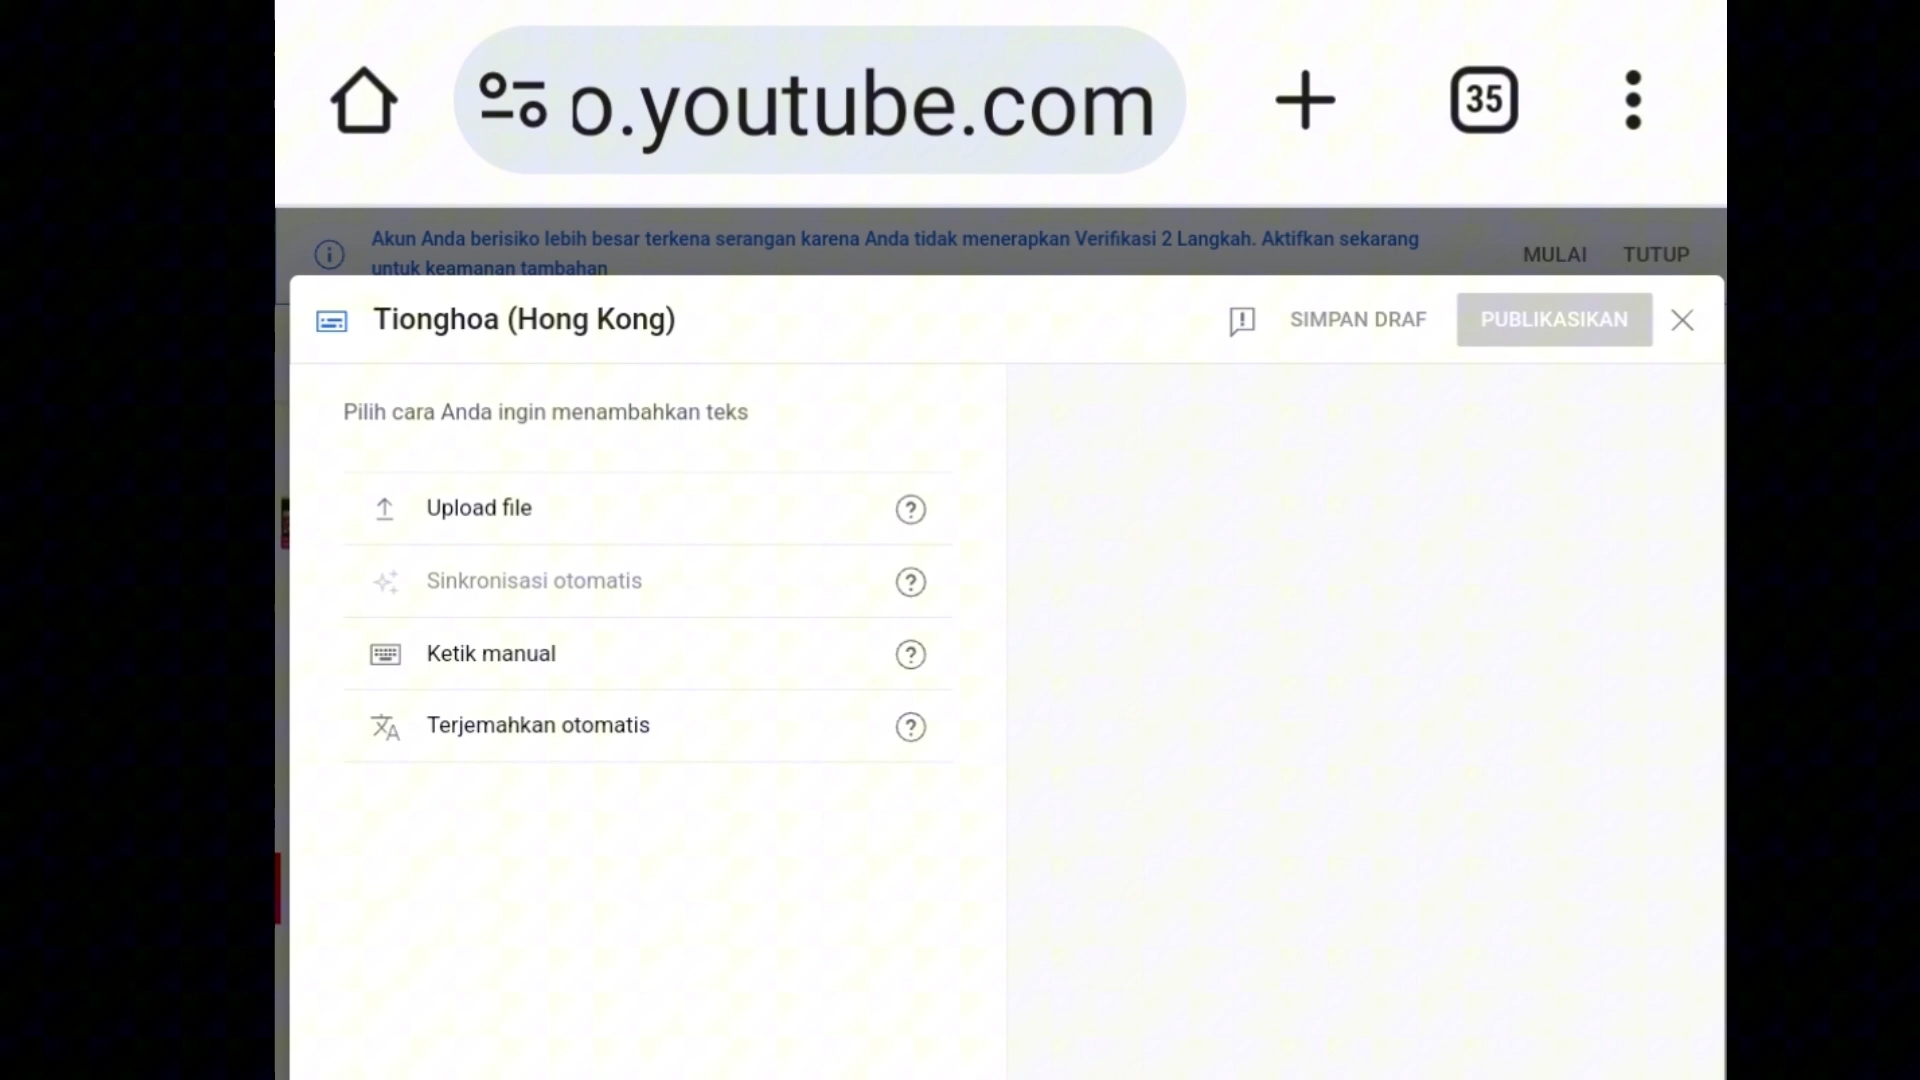 o.youtube.com
35
Akun Anda berisiko lebih besar terkena serangan karena Anda tidak menerapkan Verifikasi 2 Langkah. Aktifkan sekarang
untuk keamanan tambahan
MULAI
TUTUP
Tionghoa (Hong Kong)
SIMPAN DRAF
PUBLIKASIKAN
Pilih cara Anda ingin menambahkan teks
Upload file
Sinkronisasi otomatis
Ketik manual
Terjemahkan otomatis